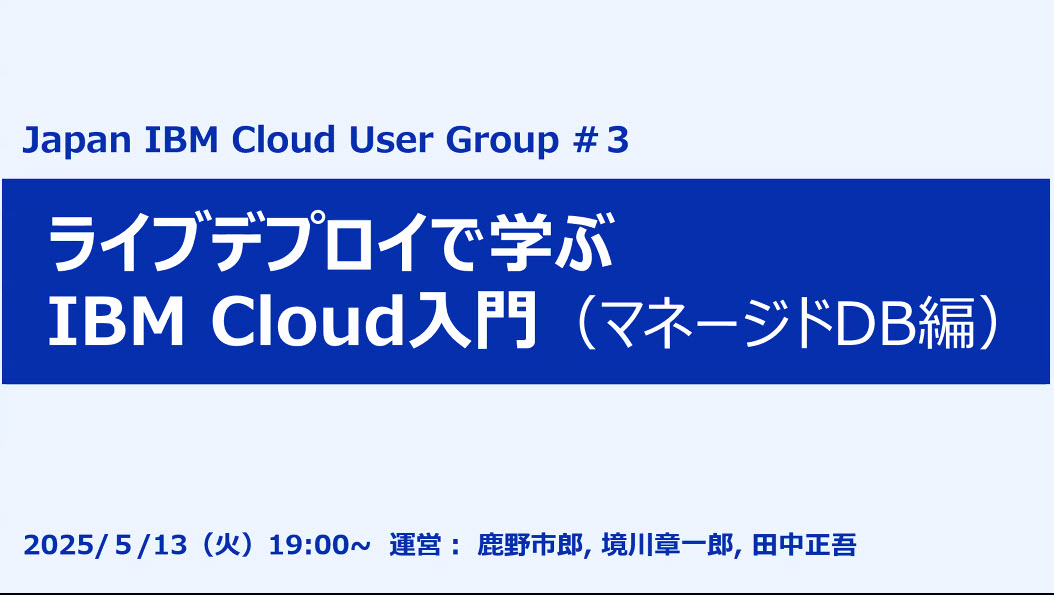 Japan IBM Cloud User Group #3
ライブデプロイで学ぶ
IBM Cloud入門（マネージドDB編）
2025/５/13（火）19:00~ 運営： 鹿野市郎, 境川章一郎, 田中正吾